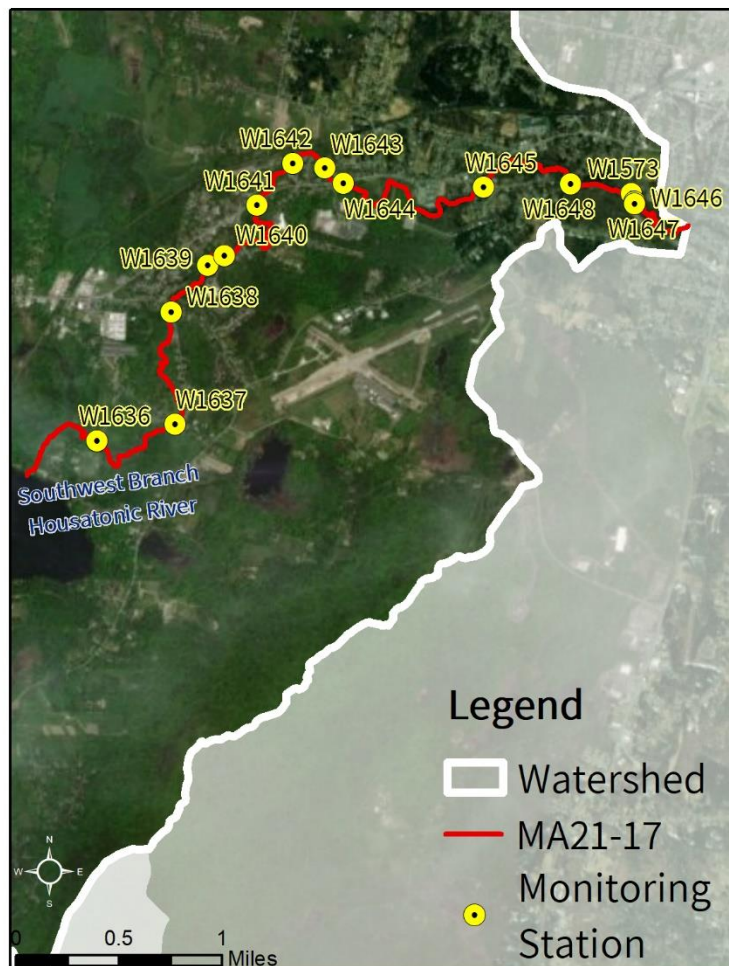 W1642
W1643
W1641
W1645
W1573
W1644
W1648
W1646
W1647
W1640
W1639
W1638
W1637
W1636
Southwest Branch
Housatonic River
Legend
Watershed
MA21-17
Monitoring
Station
N
W
E
S
0
0.5
1
Miles